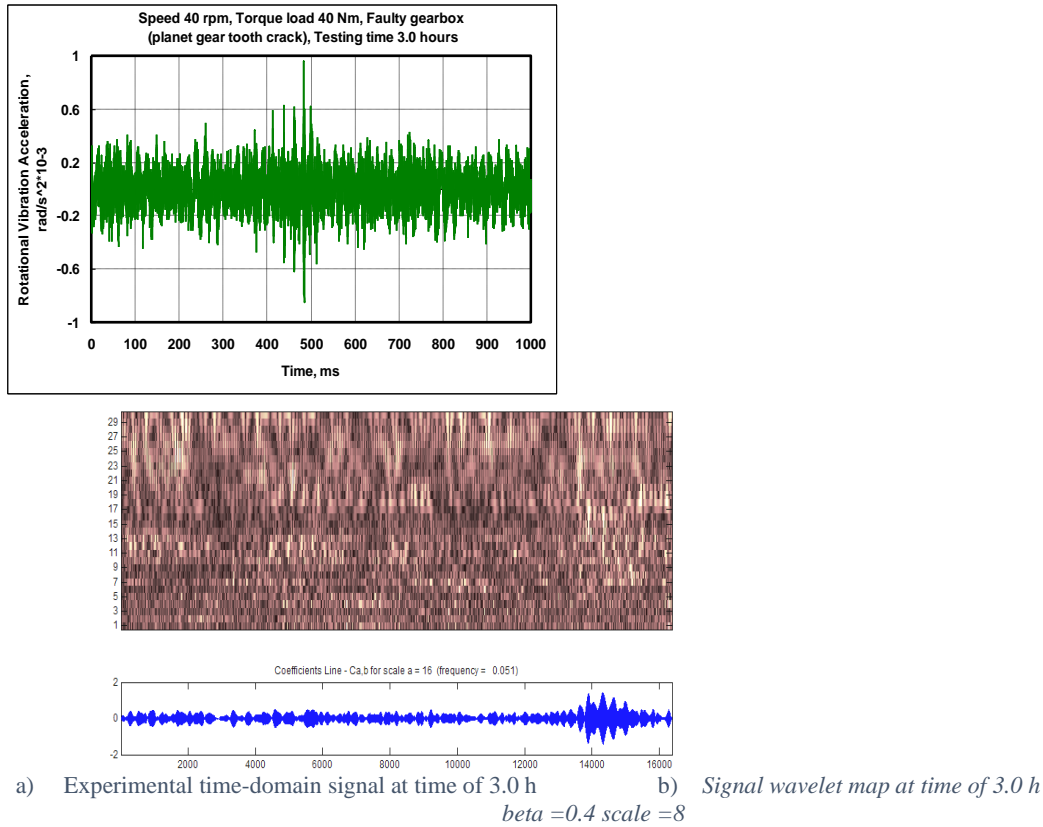 Speed 40 rpm, Torque load 40 Nm, Faulty gearbox
(planet gear tooth crack), Testing time 3.0 hours
Rotational Vibration Acceleration,
rad/s^2*10-3
1
0.6
0.2
-0.2
-0.6
-1
0 100 200 300 400 500 600 700 800 900 1000
Time, ms
29
27
25
23
21
19
17
15
13
11
9
7
5
3
1
Coefficients Line - Ca,b for scale a = 16 (frequency = 0.051)
2
0
-2
2000 4000 6000 8000 10000 12000 14000 16000
a) Experimental time-domain signal at time of 3.0 h b) Signal wavelet map at time of 3.0 h
beta =0.4 scale =8